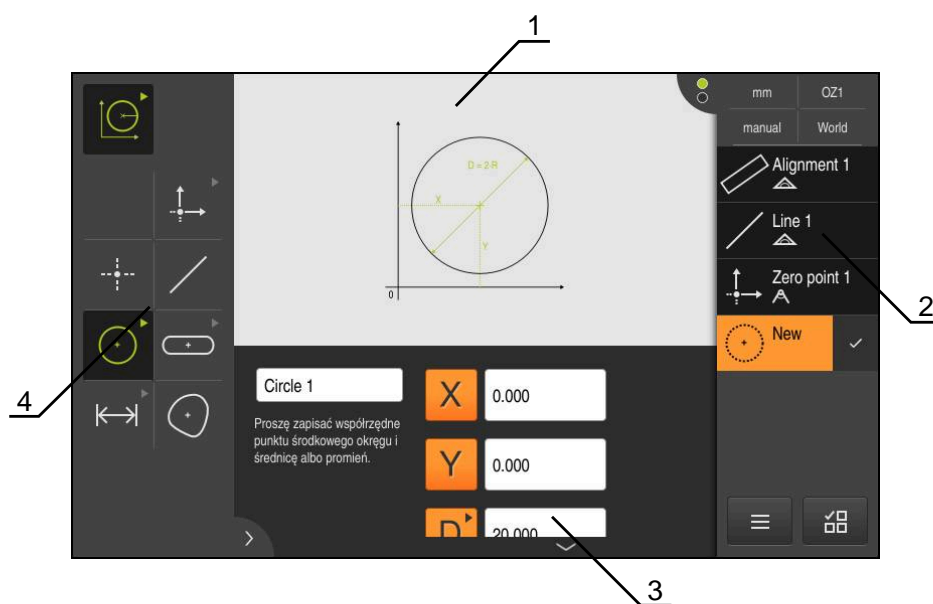 1
mm OZ1
manual World
D=2·R
X
Y
0
Alignment 1
Line 1
Zero point 1
New
2
4
Circle 1
Proszę zapisać współrzędne
punktu środkowego okręgu i
średnicę albo promień.
X 0.000
Y 0.000
D 20.000
3